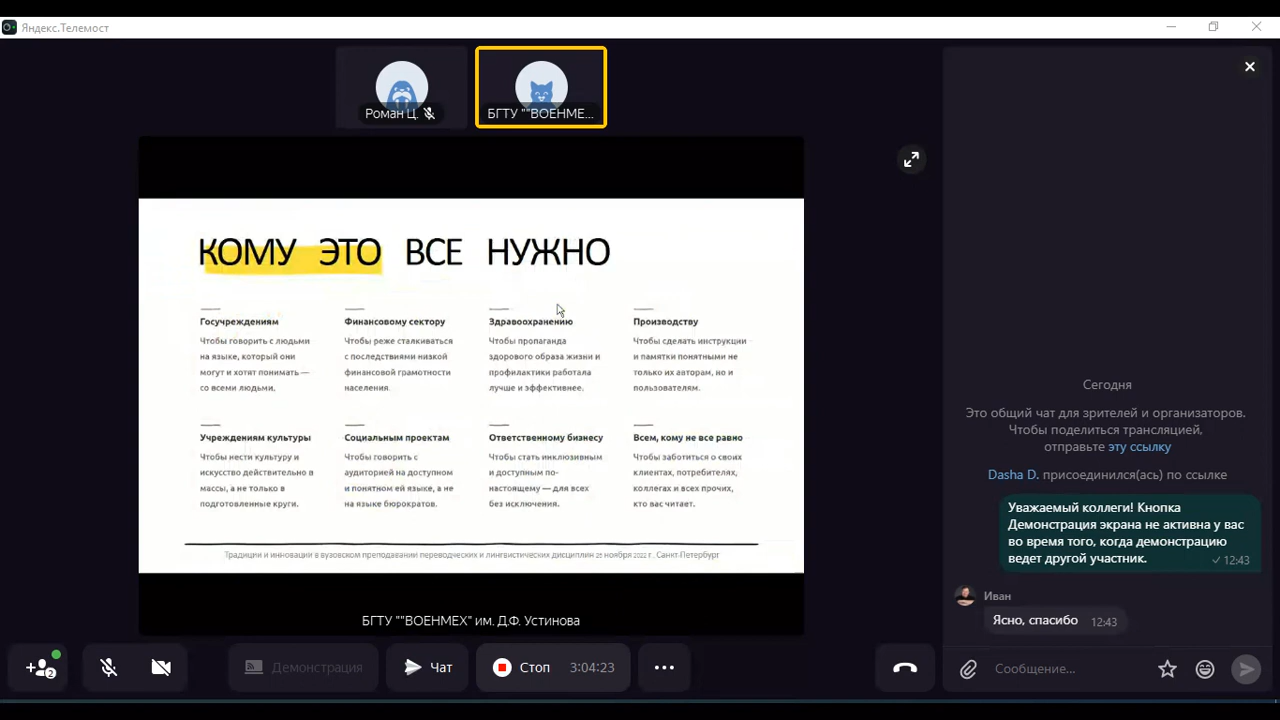 Яндекс.Телемост
Роман Ц.
БГТУ ""ВОЕНМЕ...
КОМУ ЭТО ВСЕ НУЖНО
Госучреждениям
Чтобы говорить с людьми
на языке, который они
могут и хотят понимать —
со всеми людьми.
Финансовому сектору
Чтобы реже сталкиваться
с последствиями низкой
финансовой грамотности
населения.
Здравоохранению
Чтобы пропаганда
здорового образа жизни и
профилактики работала
лучше и эффективнее.
Производству
Чтобы сделать инструкции
и памятки понятными не
только их авторам, но и
пользователям.
Учреждениям культуры
Чтобы нести культуру и
искусство действительно в
массы, а не только в
подготовленные круги.
Социальным проектам
Чтобы говорить с
аудиторией на доступном
и понятном ей языке, а не
на языке бюрократов.
Ответственному бизнесу
Чтобы стать инклюзивным
и доступным по-
настоящему — для всех
без исключения.
Всем, кому не все равно
Чтобы заботиться о своих
клиентах, потребителях,
коллегах и всех прочих,
кто вас читает.
Традиции и инновации в вузовском преподавании переводческих и лингвистических дисциплин 25 ноября 2022 г., Санкт-Петербург
БГТУ ""ВОЕНМЕХ" им. Д.Ф. Устинова
2
Демонстрация
Чат
Стоп
3:04:23
Сегодня
Это общий чат для зрителей и организаторов.
Чтобы поделиться трансляцией,
отправьте эту ссылку
Dasha D. присоединился(ась) по ссылке
Уважаемый коллеги! Кнопка
Демонстрация экрана не активна у вас
во время того, когда демонстрацию
ведет другой участник.
12:43
Иван
Ясно, спасибо 12:43
Сообщение...